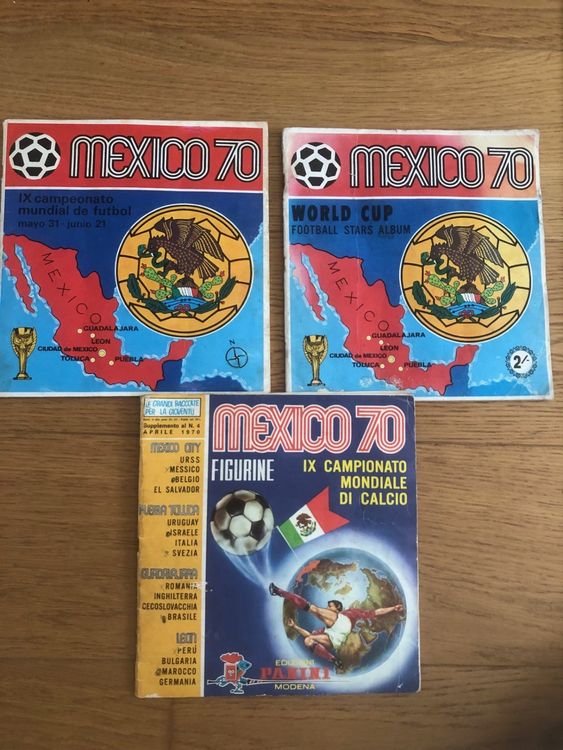 MEXICO 70
IX campeonato
mundial de futbol
mayo 31 - junio 21
MEXICO
GUADALAJARA
LEON
CIUDAD de MEXICO
TOLUCA
PUEBLA
N
MEXICO 70
WORLD CUP
FOOTBALL STARS ALBUM
MEXICO
GUADALAJARA
LEON
CIUDAD de MEXICO
TOLUCA
PUEBLA
2/-
LE GRANDI RACCOLTE
PER LA GIOVENTÙ
Supplemento al N. 4
APRILE 1970
MEXICO 70
FIGURINE
IX CAMPIONATO
MONDIALE
DI CALCIO
MEXICO CITY
URSS
MESSICO
BELGIO
EL SALVADOR
PUEBLA TOLUCA
URUGUAY
ISRAELE
ITALIA
SVEZIA
GUADALAJARA
ROMANIA
INGHILTERRA
CECOSLOVACCHIA
BRASILE
LEON
PERÚ
BULGARIA
MAROCCO
GERMANIA
EDIZIONI
PANINI
MODENA